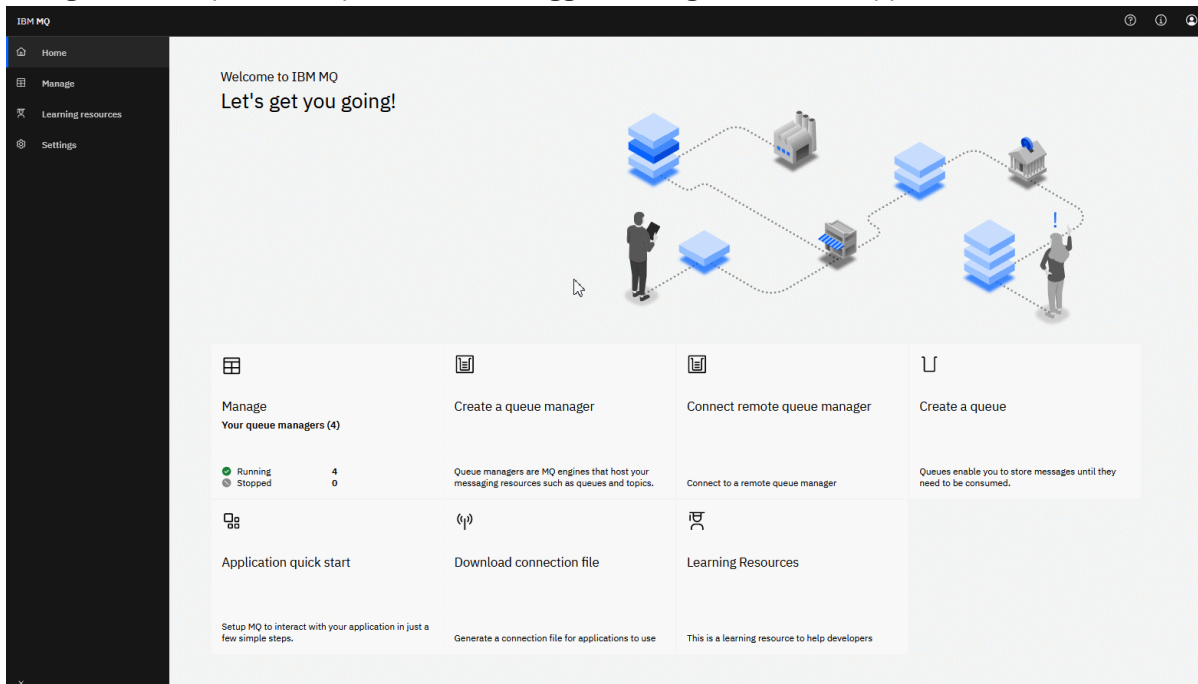 IBM MQ
Home
Manage
Learning resources
Settings
Welcome to IBM MQ
Let's get you going!
Manage
Your queue managers (4)
Running 4
Stopped 0
Create a queue manager
Queue managers are MQ engines that host your
messaging resources such as queues and topics.
Connect remote queue manager
Connect to a remote queue manager
Create a queue
Queues enable you to store messages until they
need to be consumed.
Application quick start
Setup MQ to interact with your application in just a
few simple steps.
Download connection file
Generate a connection file for applications to use
Learning Resources
This is a learning resource to help developers